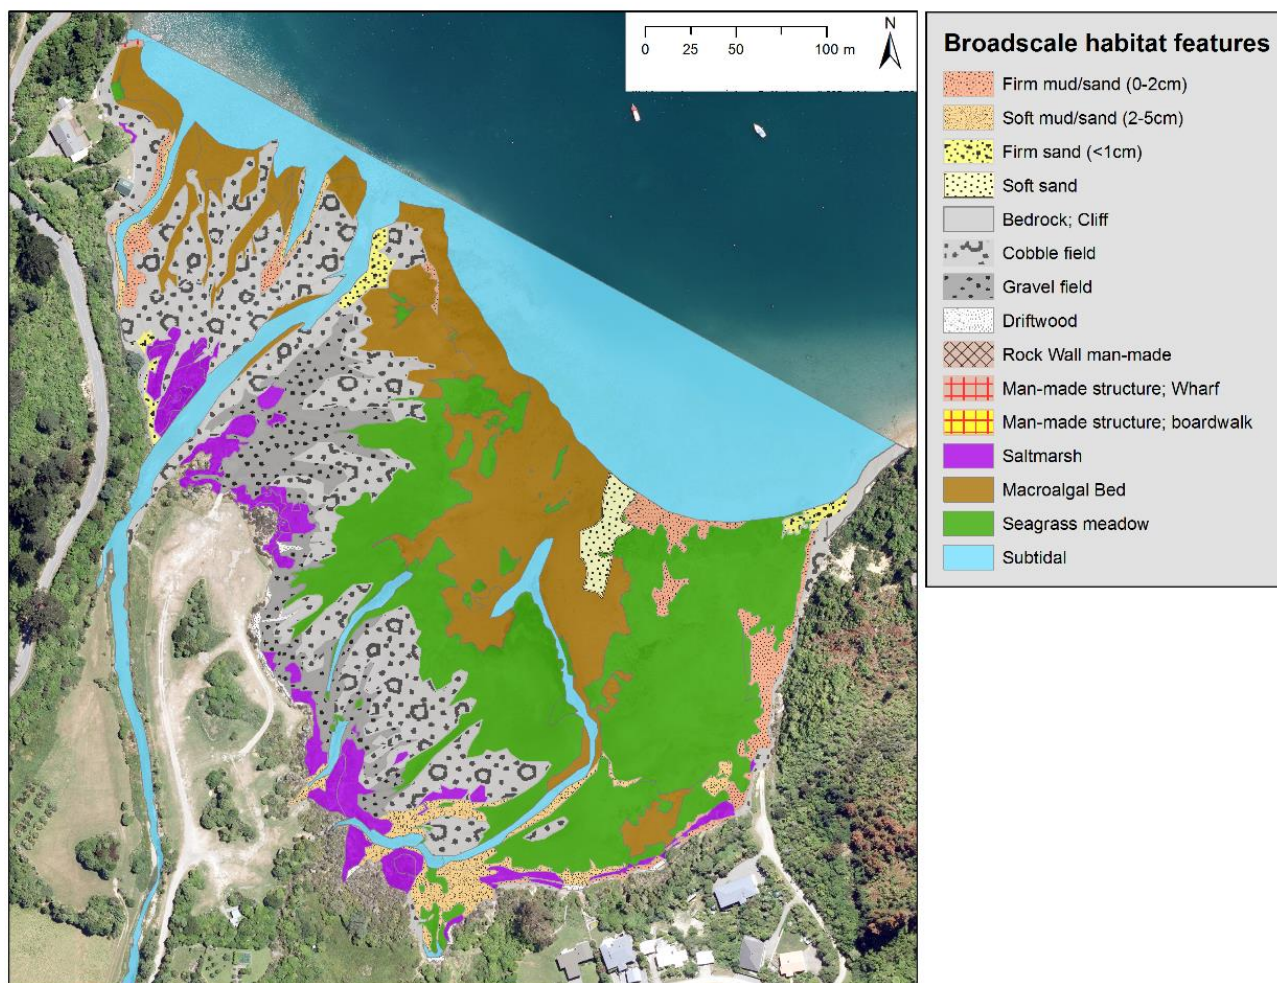 0 25 50 100 m
N
Broadscale habitat features
Firm mud/sand (0-2cm)
Soft mud/sand (2-5cm)
Firm sand (<1cm)
Soft sand
Bedrock; Cliff
Cobble field
Gravel field
Driftwood
Rock Wall man-made
Man-made structure; Wharf
Man-made structure; boardwalk
Saltmarsh
Macroalgal Bed
Seagrass meadow
Subtidal